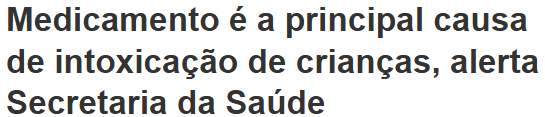 Medicamento é a principal causa
de intoxicação de crianças, alerta
Secretaria da Saúde